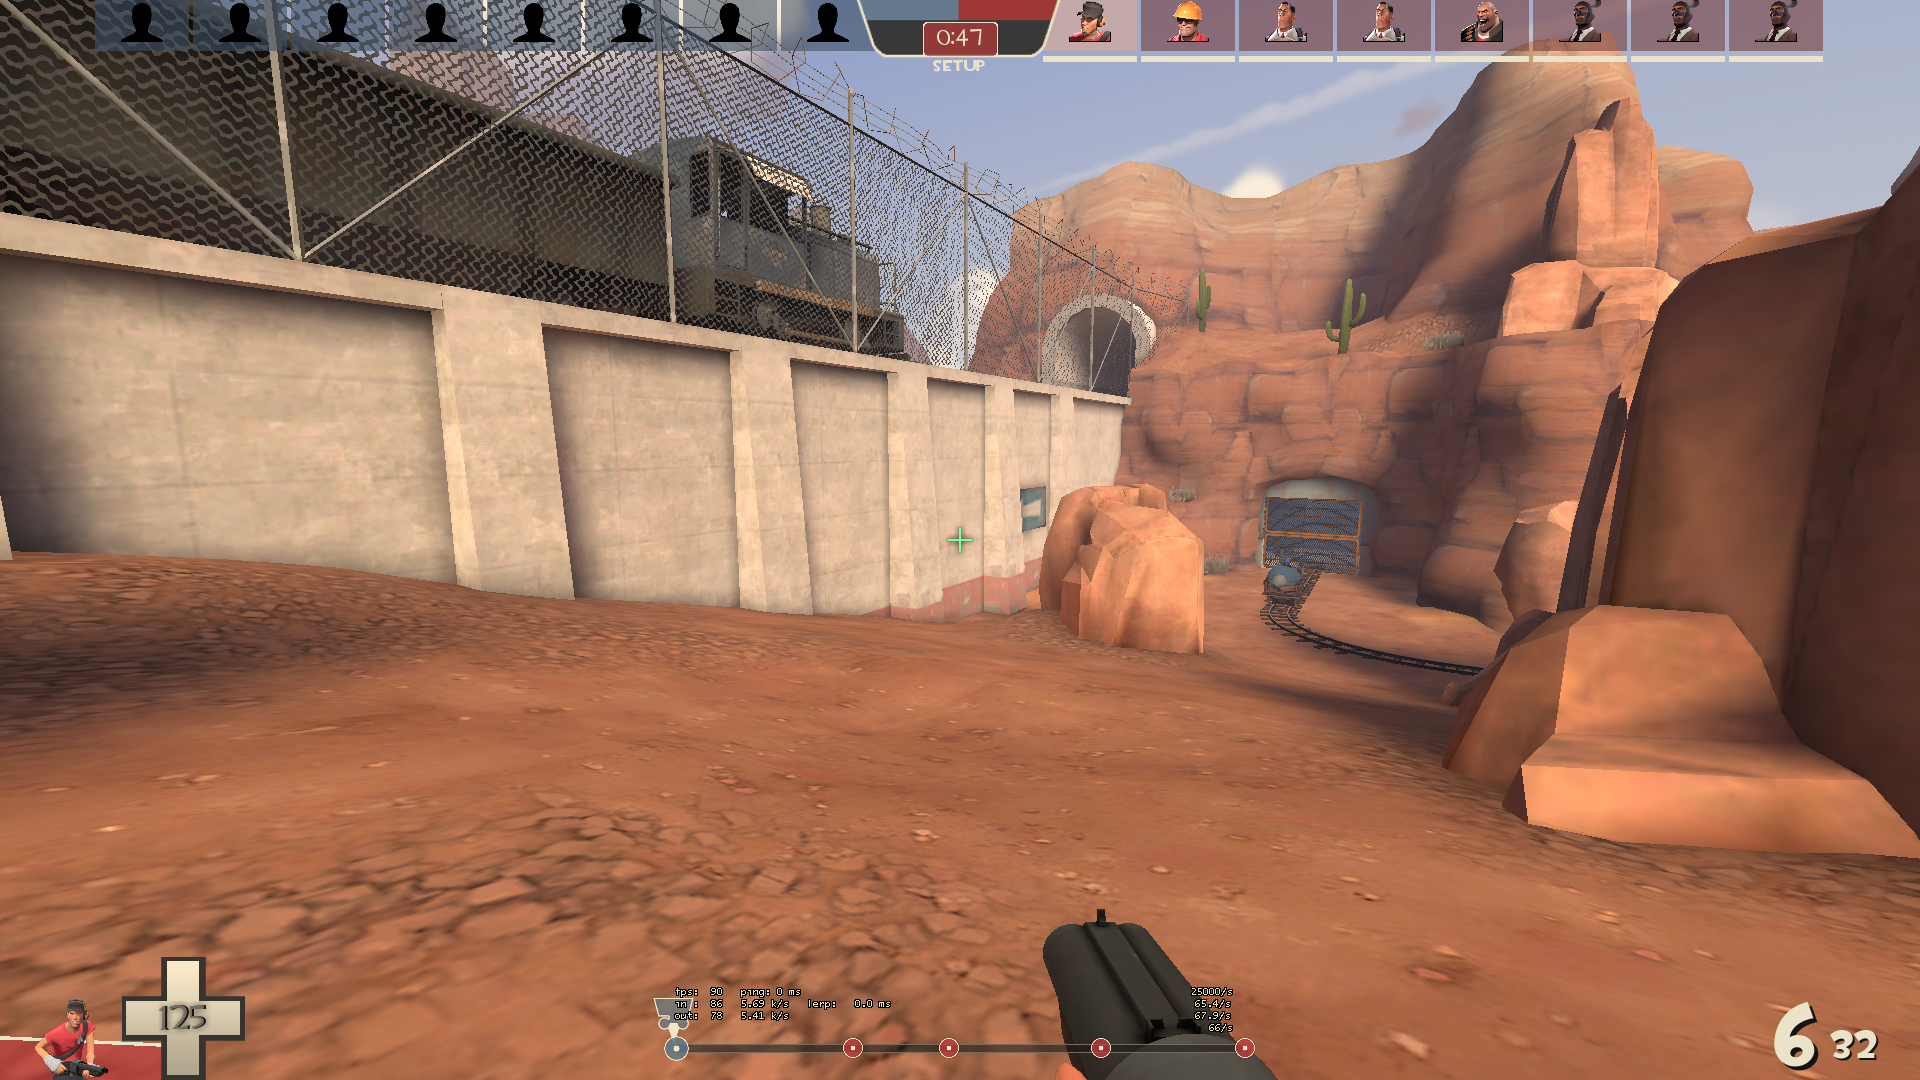 0:47
SETUP
fps: 90 ping: 0 ms
in : 86 5.69 k/s lerp: 0.0 ms
out: 78 5.41 k/s
25000/s
65.4/s
67.9/s
66/s
125
6 32